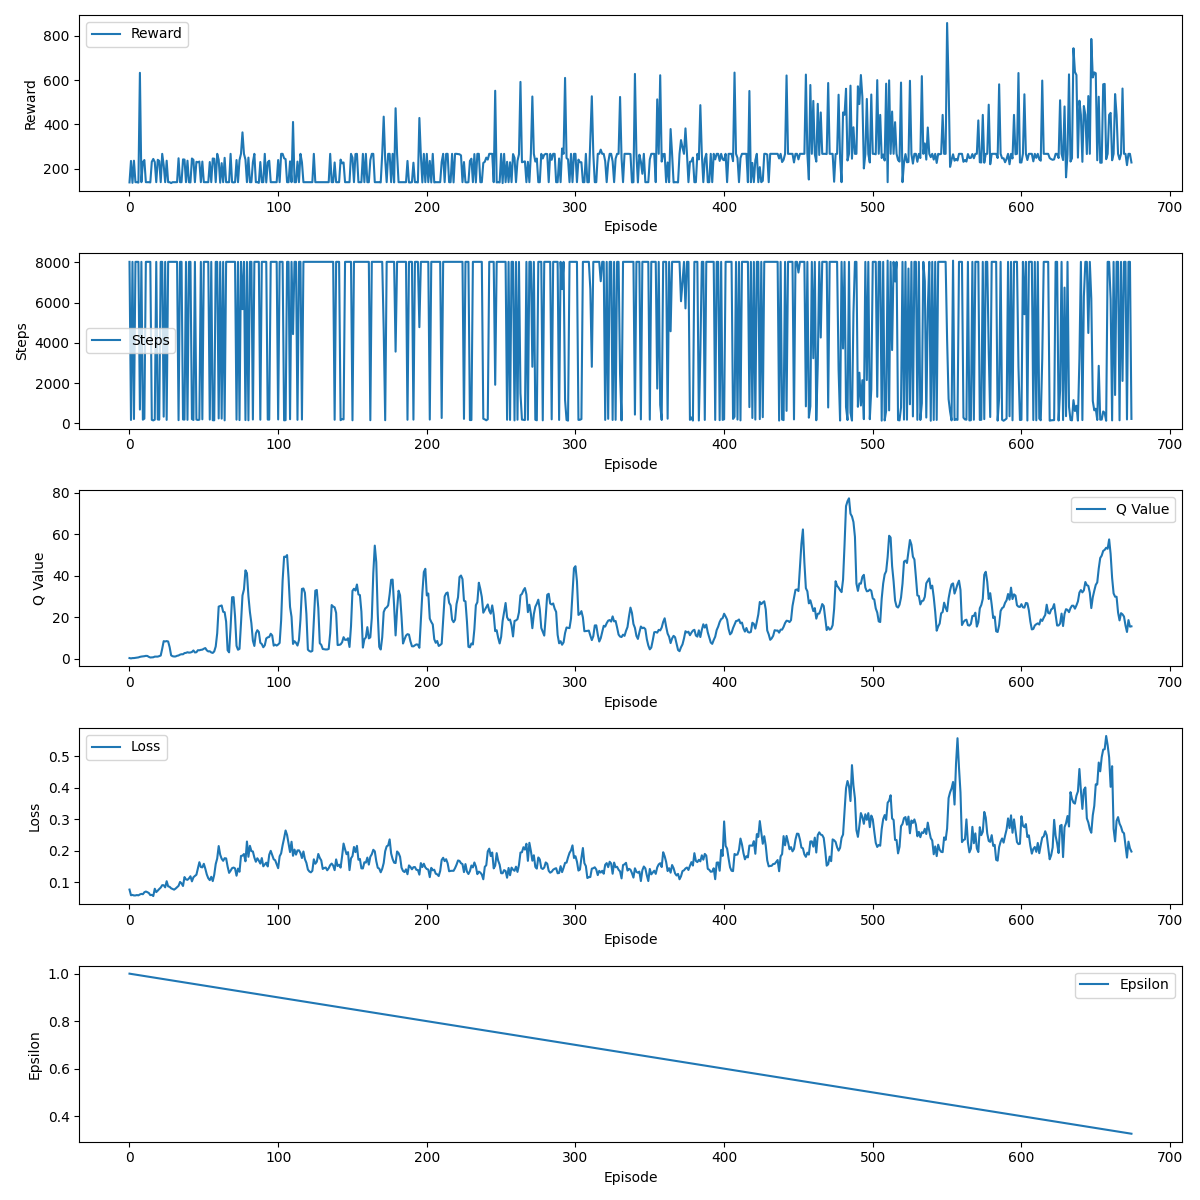 Reward
800
600
400
200
Reward
0 100 200 300 400 500 600 700
Episode
8000
6000
4000
2000
0
Steps
Steps
0 100 200 300 400 500 600 700
Episode
80
60
40
20
0
Q Value
Q Value
0 100 200 300 400 500 600 700
Episode
0.5
0.4
0.3
0.2
0.1
Loss
Loss
0 100 200 300 400 500 600 700
Episode
1.0
0.8
0.6
0.4
Epsilon
Epsilon
0 100 200 300 400 500 600 700
Episode